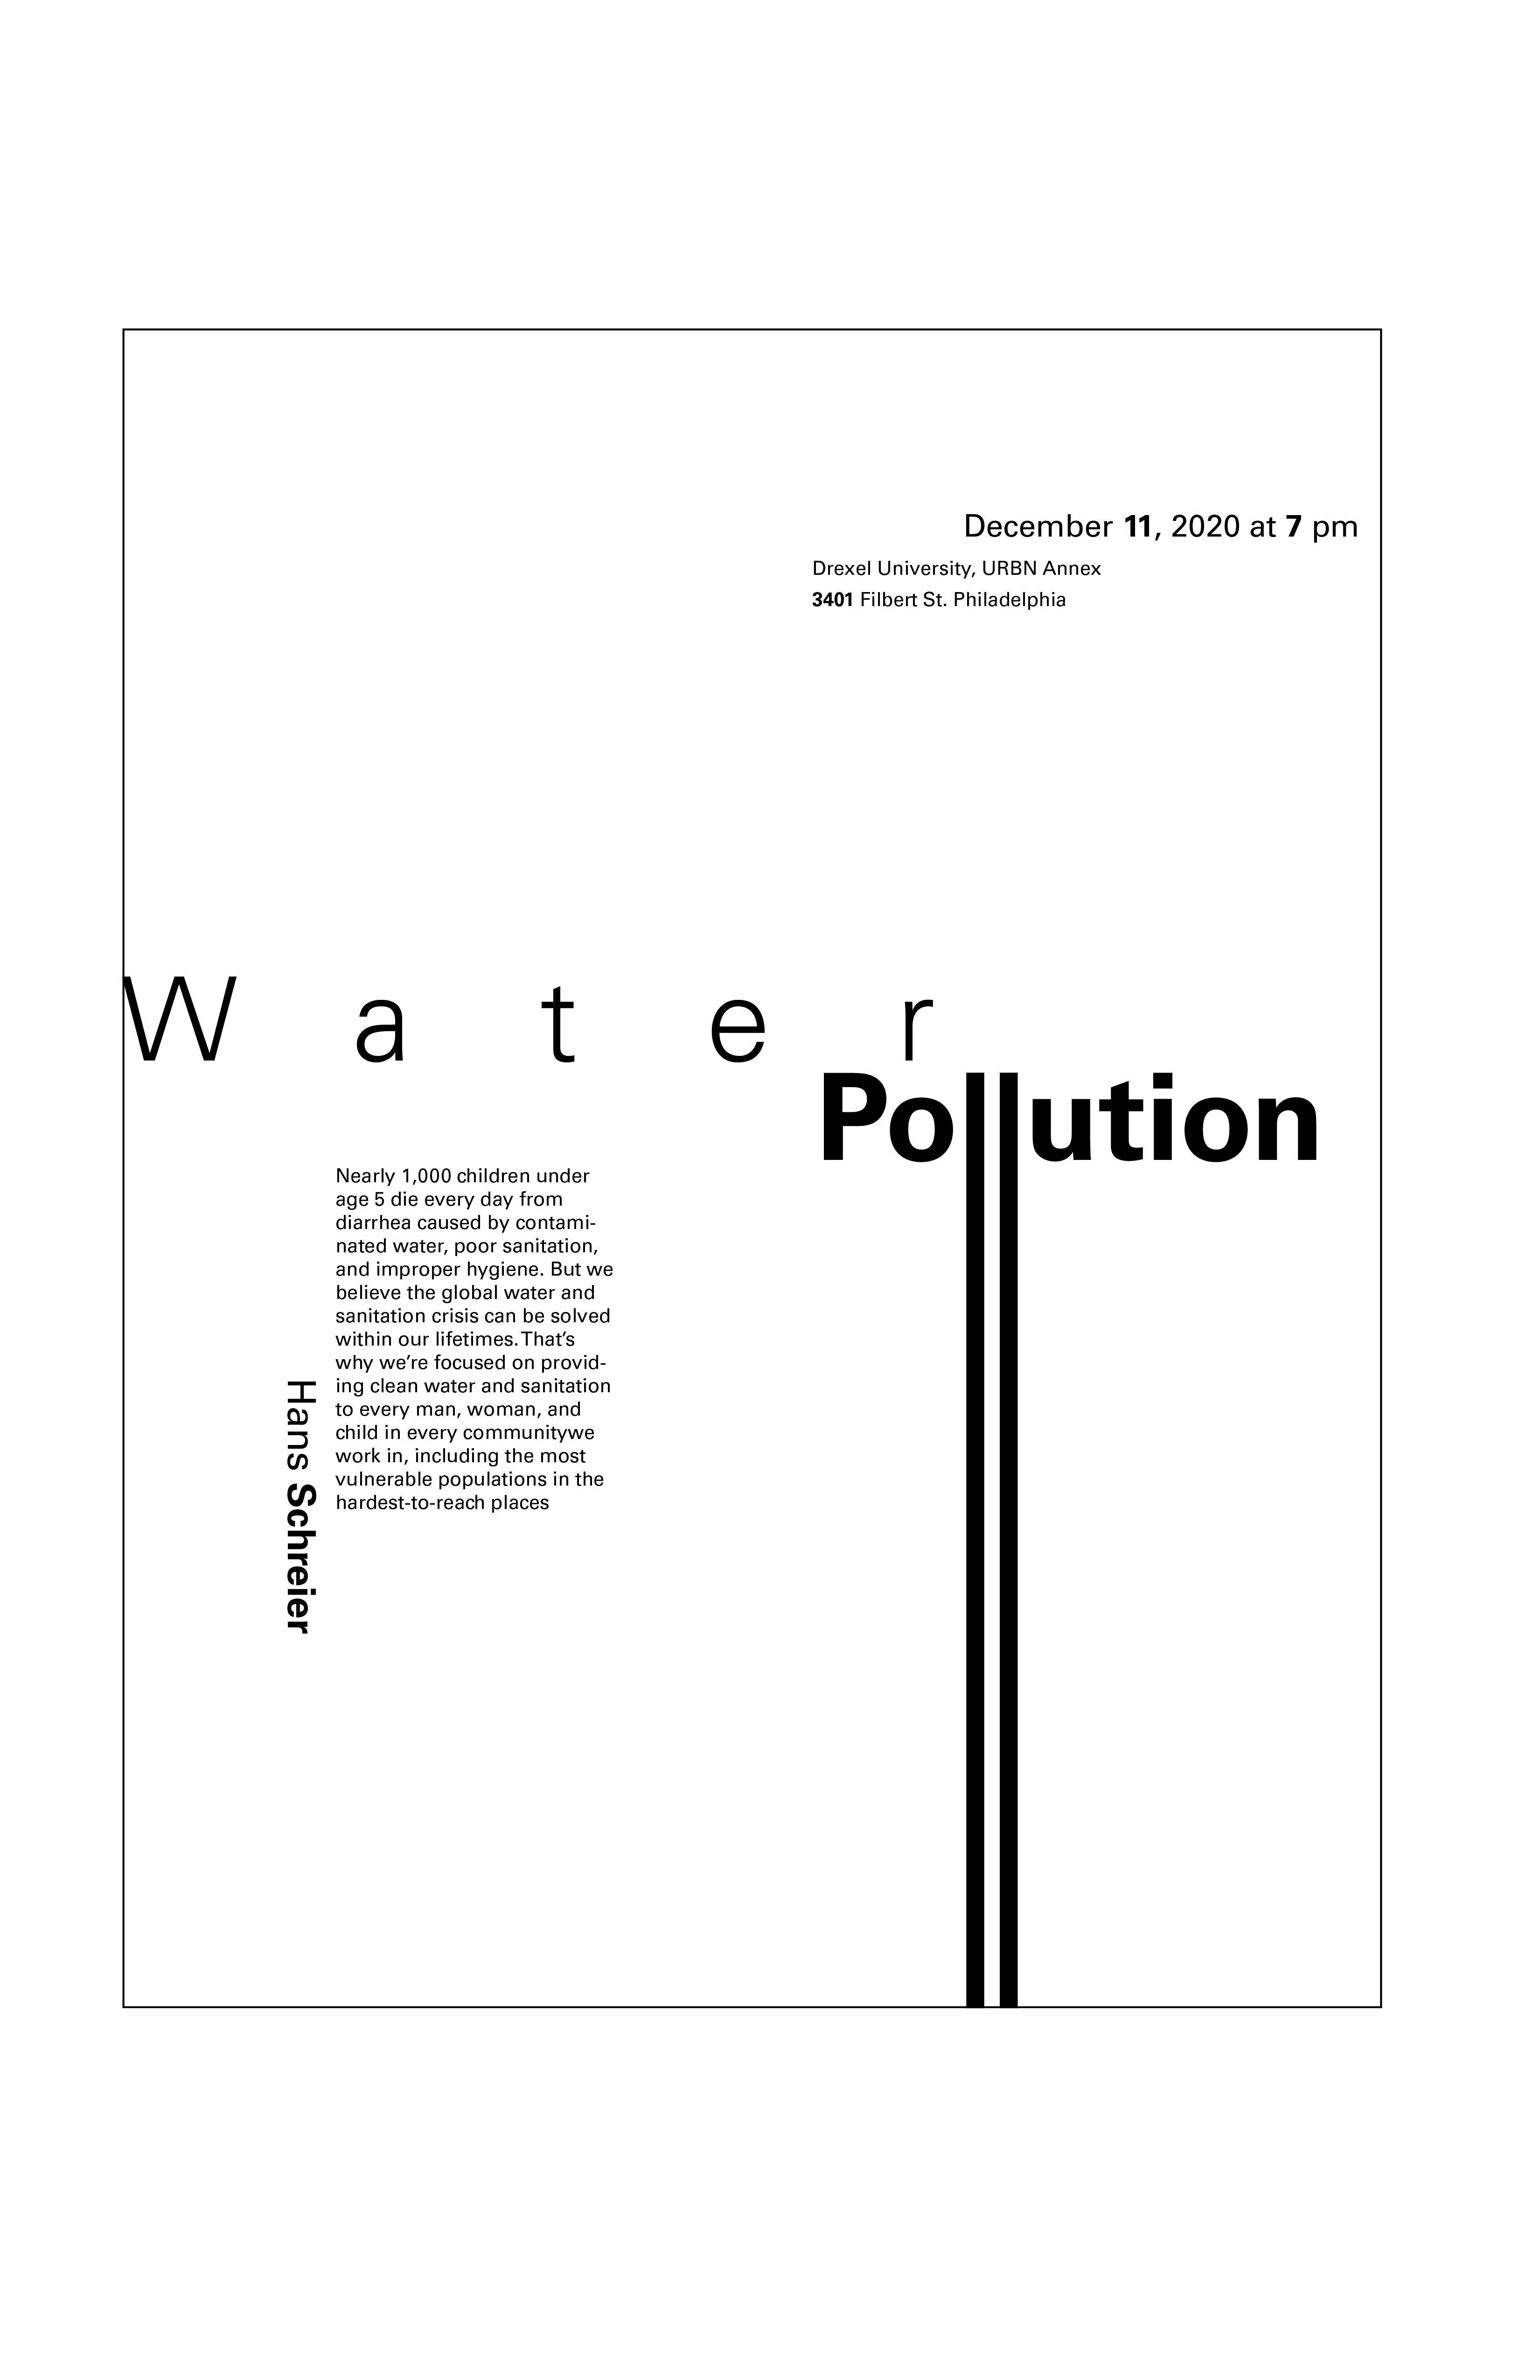 December 11, 2020 at 7 pm
Drexel University, URBN Annex
3401 Filbert St. Philadelphia
Water
Pollution
Nearly 1,000 children under
age 5 die every day from
diarrhea caused by contami-
nated water, poor sanitation,
and improper hygiene. But we
believe the global water and
sanitation crisis can be solved
within our lifetimes. That’s
why we’re focused on provid-
ing clean water and sanitation
to every man, woman, and
child in every communitywe
work in, including the most
vulnerable populations in the
hardest-to-reach places
Hans Schreier